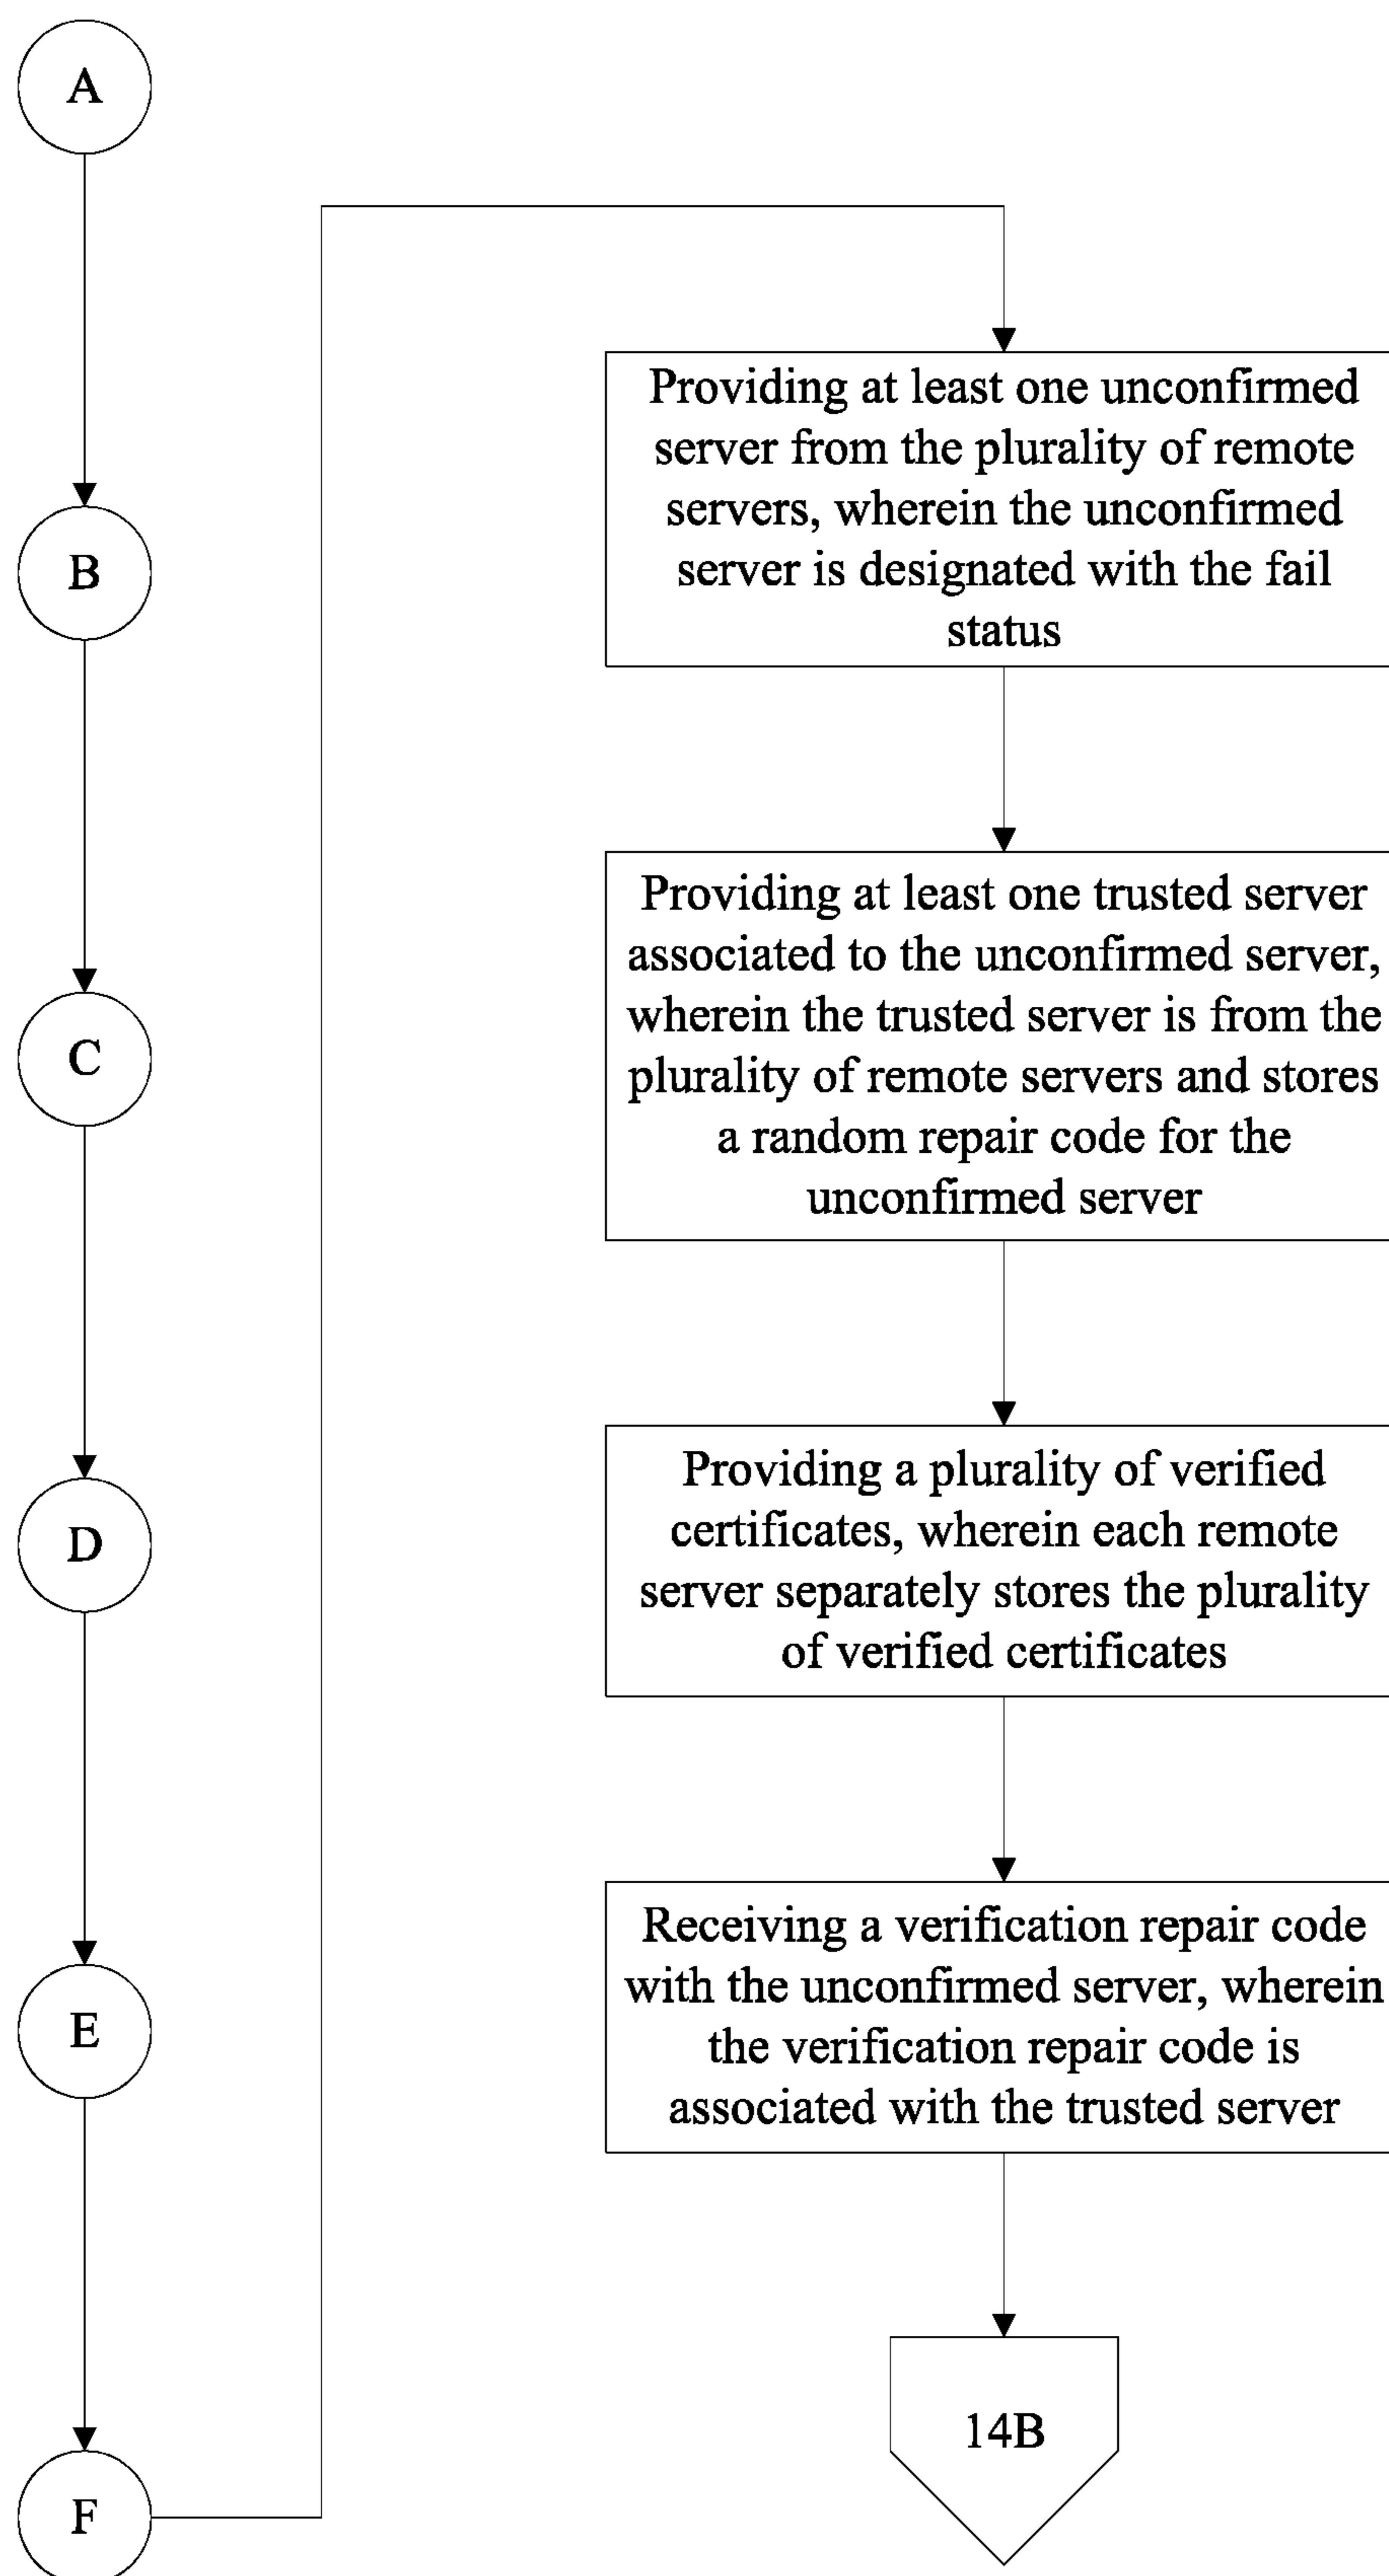 A
B
C
D
E
F
Providing at least one unconfirmed
server from the plurality of remote
servers, wherein the unconfirmed
server is designated with the fail
status
Providing at least one trusted server
associated to the unconfirmed server,
wherein the trusted server is from the
plurality of remote servers and stores
a random repair code for the
unconfirmed server
Providing a plurality of verified
certificates, wherein each remote
server separately stores the plurality
of verified certificates
Receiving a verification repair code
with the unconfirmed server, wherein
the verification repair code is
associated with the trusted server
14B